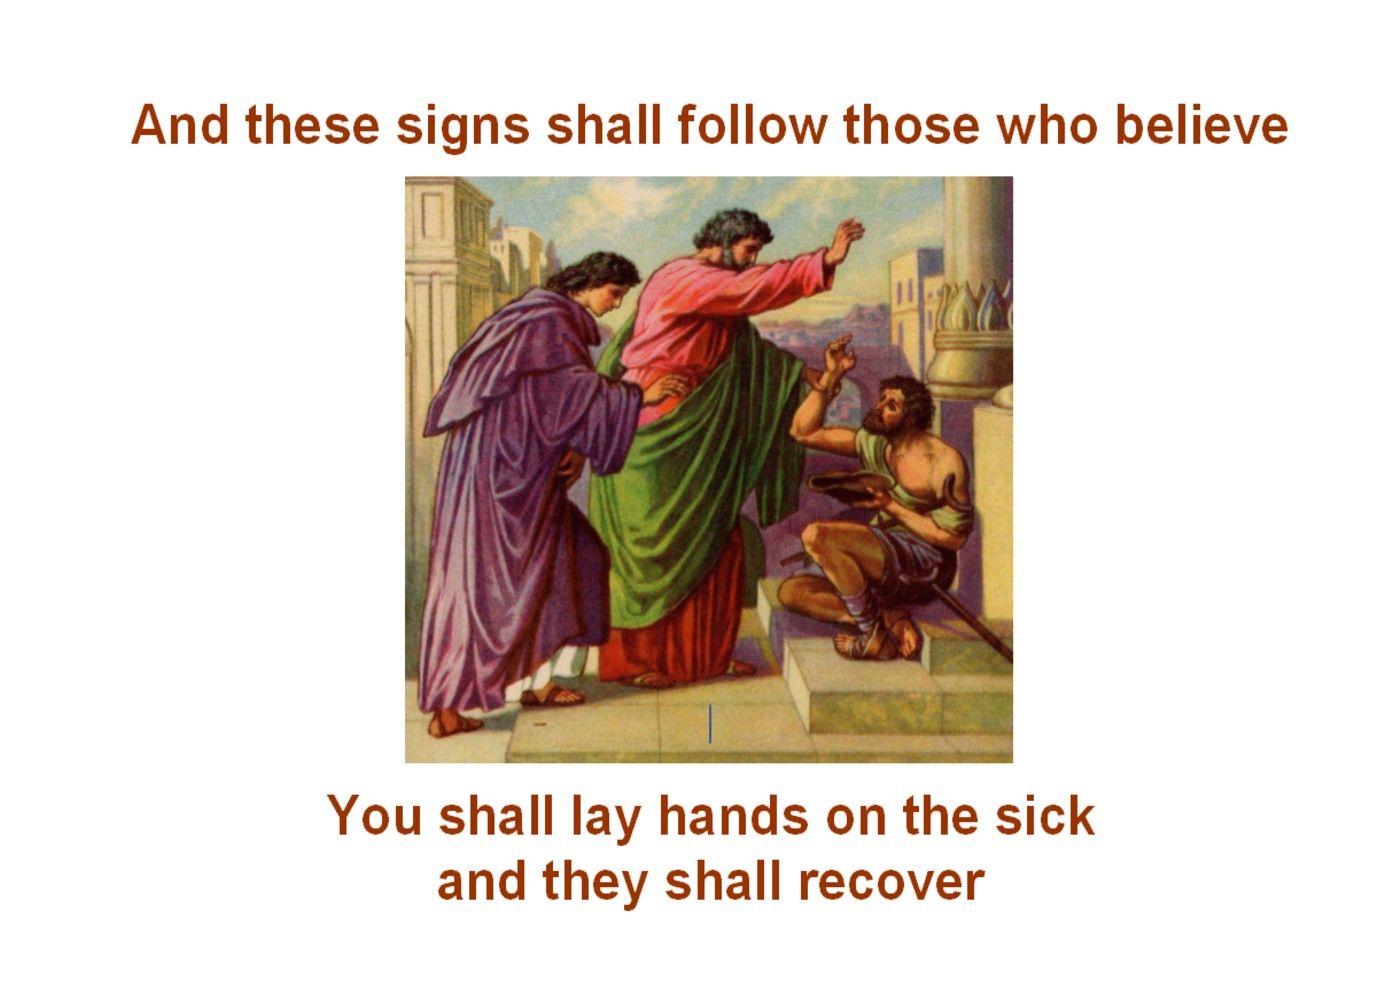 And these signs shall follow those who believe
You shall lay hands on the sick
and they shall recover